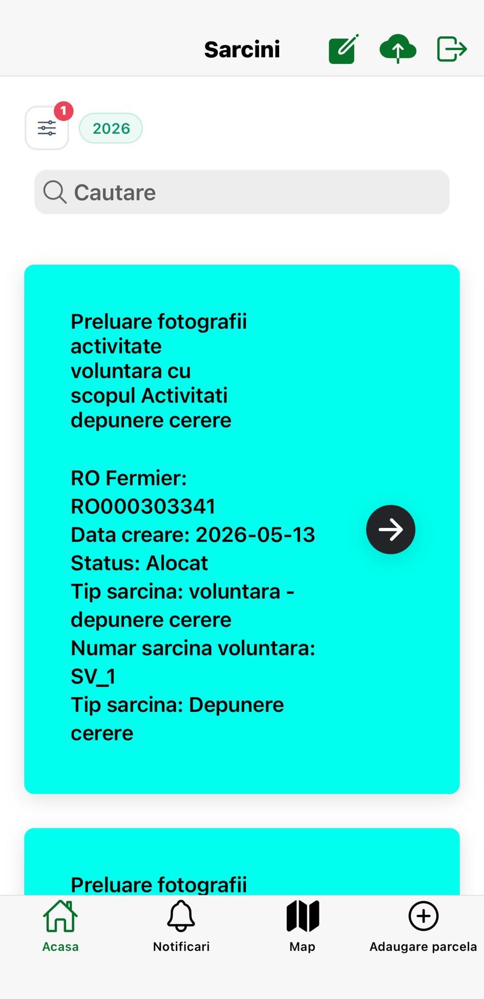 Sarcini
1
2026
Cautare
Preluare fotografii
activitate
voluntara cu
scopul Activitati
depunere cerere
RO Fermier:
RO000303341
Data creare: 2026-05-13
Status: Alocat
Tip sarcina: voluntara -
depunere cerere
Numar sarcina voluntara:
SV_1
Tip sarcina: Depunere
cerere
Preluare fotografii
Acasa
Notificari
Map
Adaugare parcela